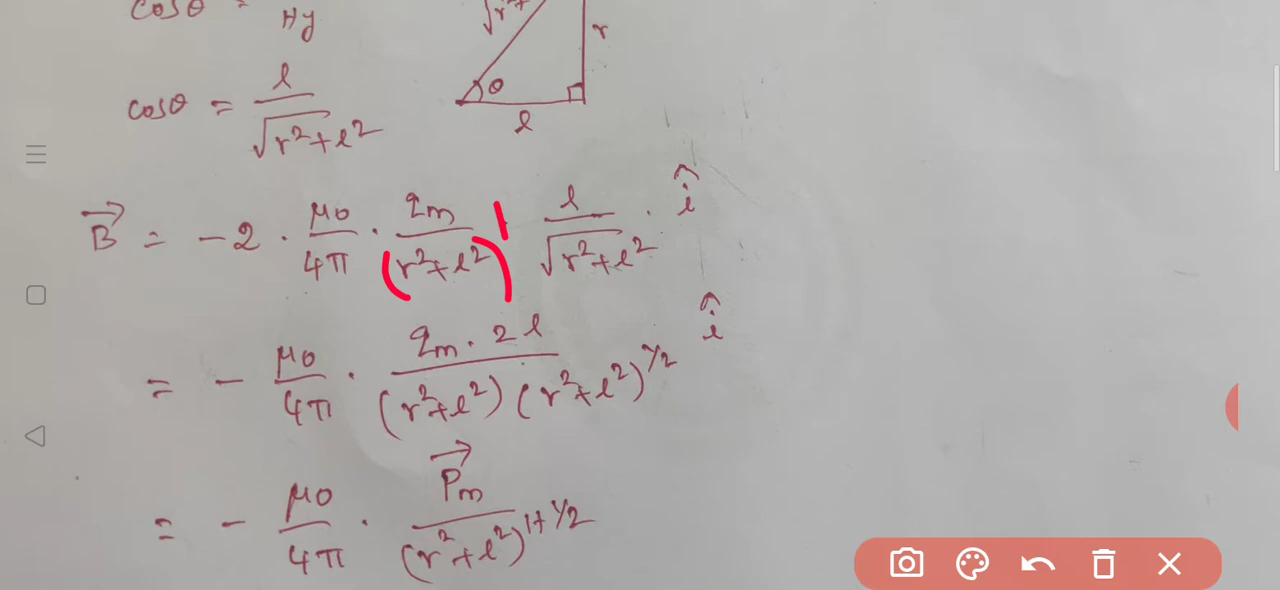 cosθ =
Hy
√r²+
r
θ
l
cosθ = l / √r²+l²
B⃗ = -2 · μ0/4π · qm/(r²+l²) l/√r²+l² · î
= - μ0/4π · qm·2l / (r²+l²)(r²+l²)^1/2 î
= - μ0/4π · P⃗m / (r²+l²)^1+1/2